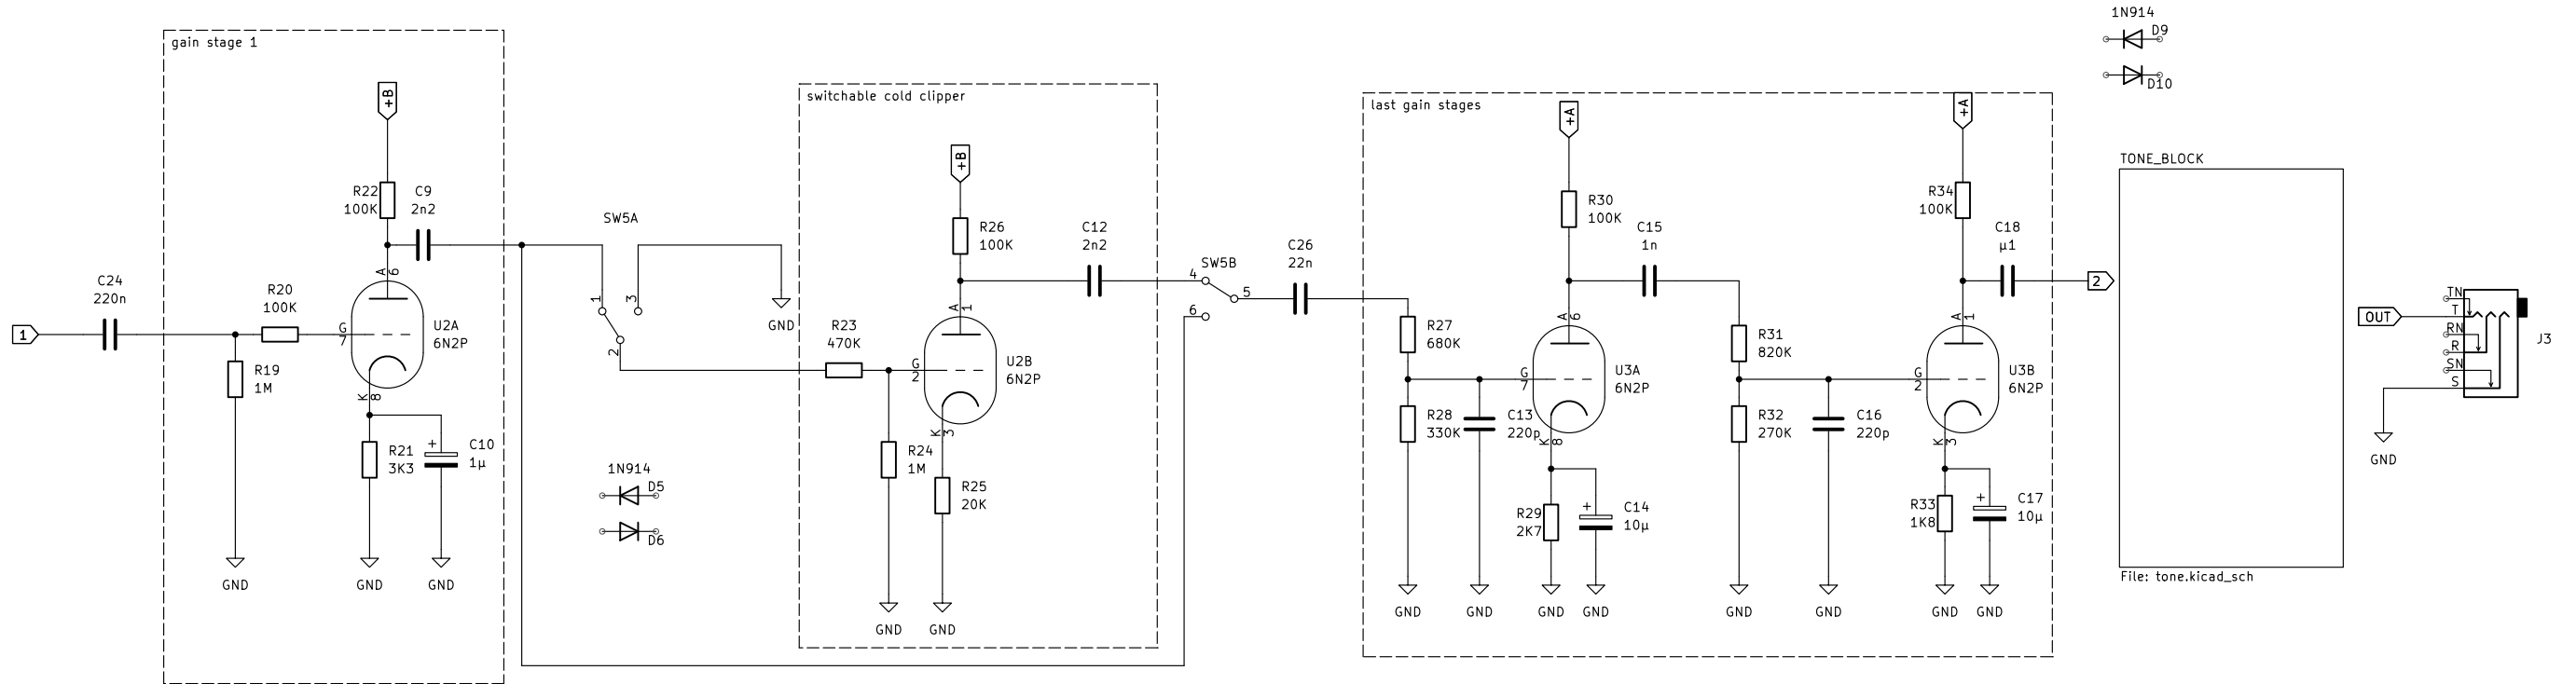 gain stage 1
+B
R22
100K
C9
2n2
C24
220n
1
R20
100K
G
7
A
6
U2A
6N2P
R19
1M
K
8
R21
3K3
+
C10
1µ
GND
GND
GND
SW5A
1
3
2
GND
1N914
D5
D6
switchable cold clipper
+B
R26
100K
C12
2n2
R23
470K
G
2
A
1
U2B
6N2P
K
3
R24
1M
R25
20K
GND
GND
SW5B
4
5
6
C26
22n
last gain stages
+A
R30
100K
C15
1n
R27
680K
G
7
A
6
U3A
6N2P
R28
330K
C13
220p
K
8
R29
2K7
+
C14
10µ
GND
GND
GND
GND
+A
R34
100K
C18
µ1
2
R31
820K
G
2
A
1
U3B
6N2P
R32
270K
C16
220p
K
3
R33
1K8
+
C17
10µ
GND
GND
GND
GND
1N914
D9
D10
TONE_BLOCK
File: tone.kicad_sch
OUT
TN
T
RN
R
SN
S
J3
GND